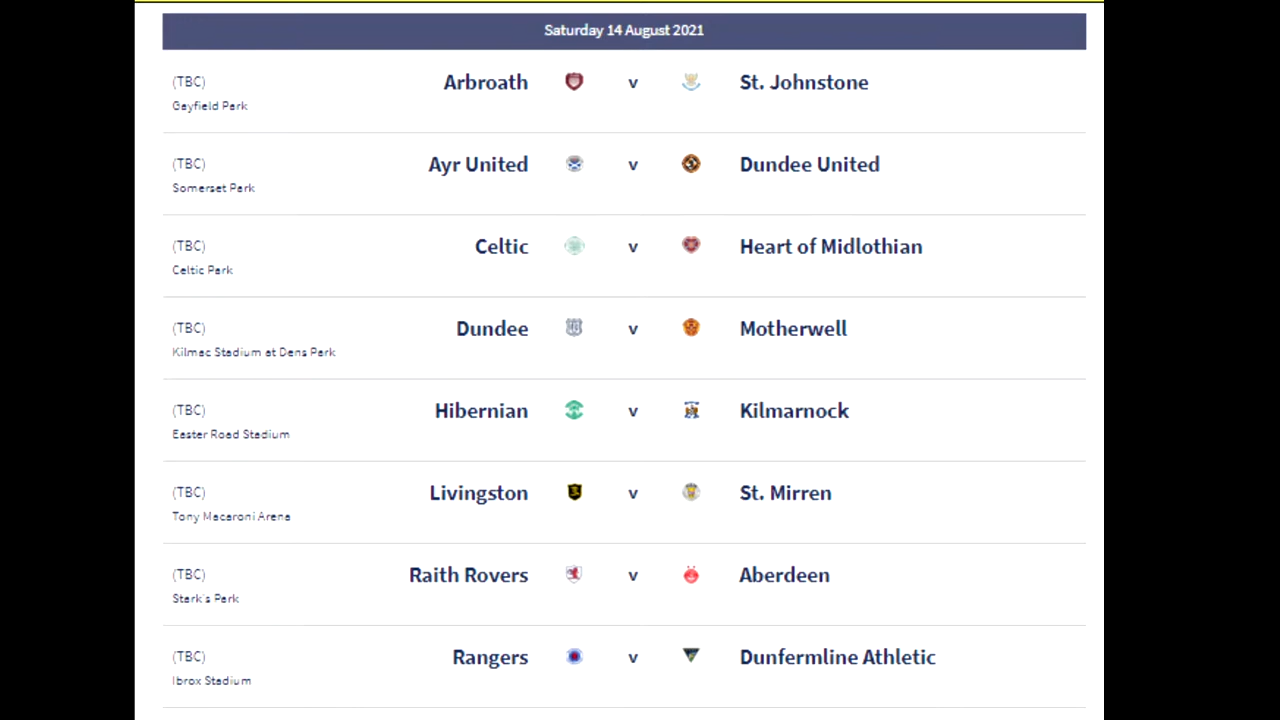 Saturday 14 August 2021
(TBC) Arbroath v St. Johnstone
Gayfield Park
(TBC) Ayr United v Dundee United
Somerset Park
(TBC) Celtic v Heart of Midlothian
Celtic Park
(TBC) Dundee v Motherwell
Kilmac Stadium at Dens Park
(TBC) Hibernian v Kilmarnock
Easter Road Stadium
(TBC) Livingston v St. Mirren
Tony Macaroni Arena
(TBC) Raith Rovers v Aberdeen
Stark's Park
(TBC) Rangers v Dunfermline Athletic
Ibrox Stadium